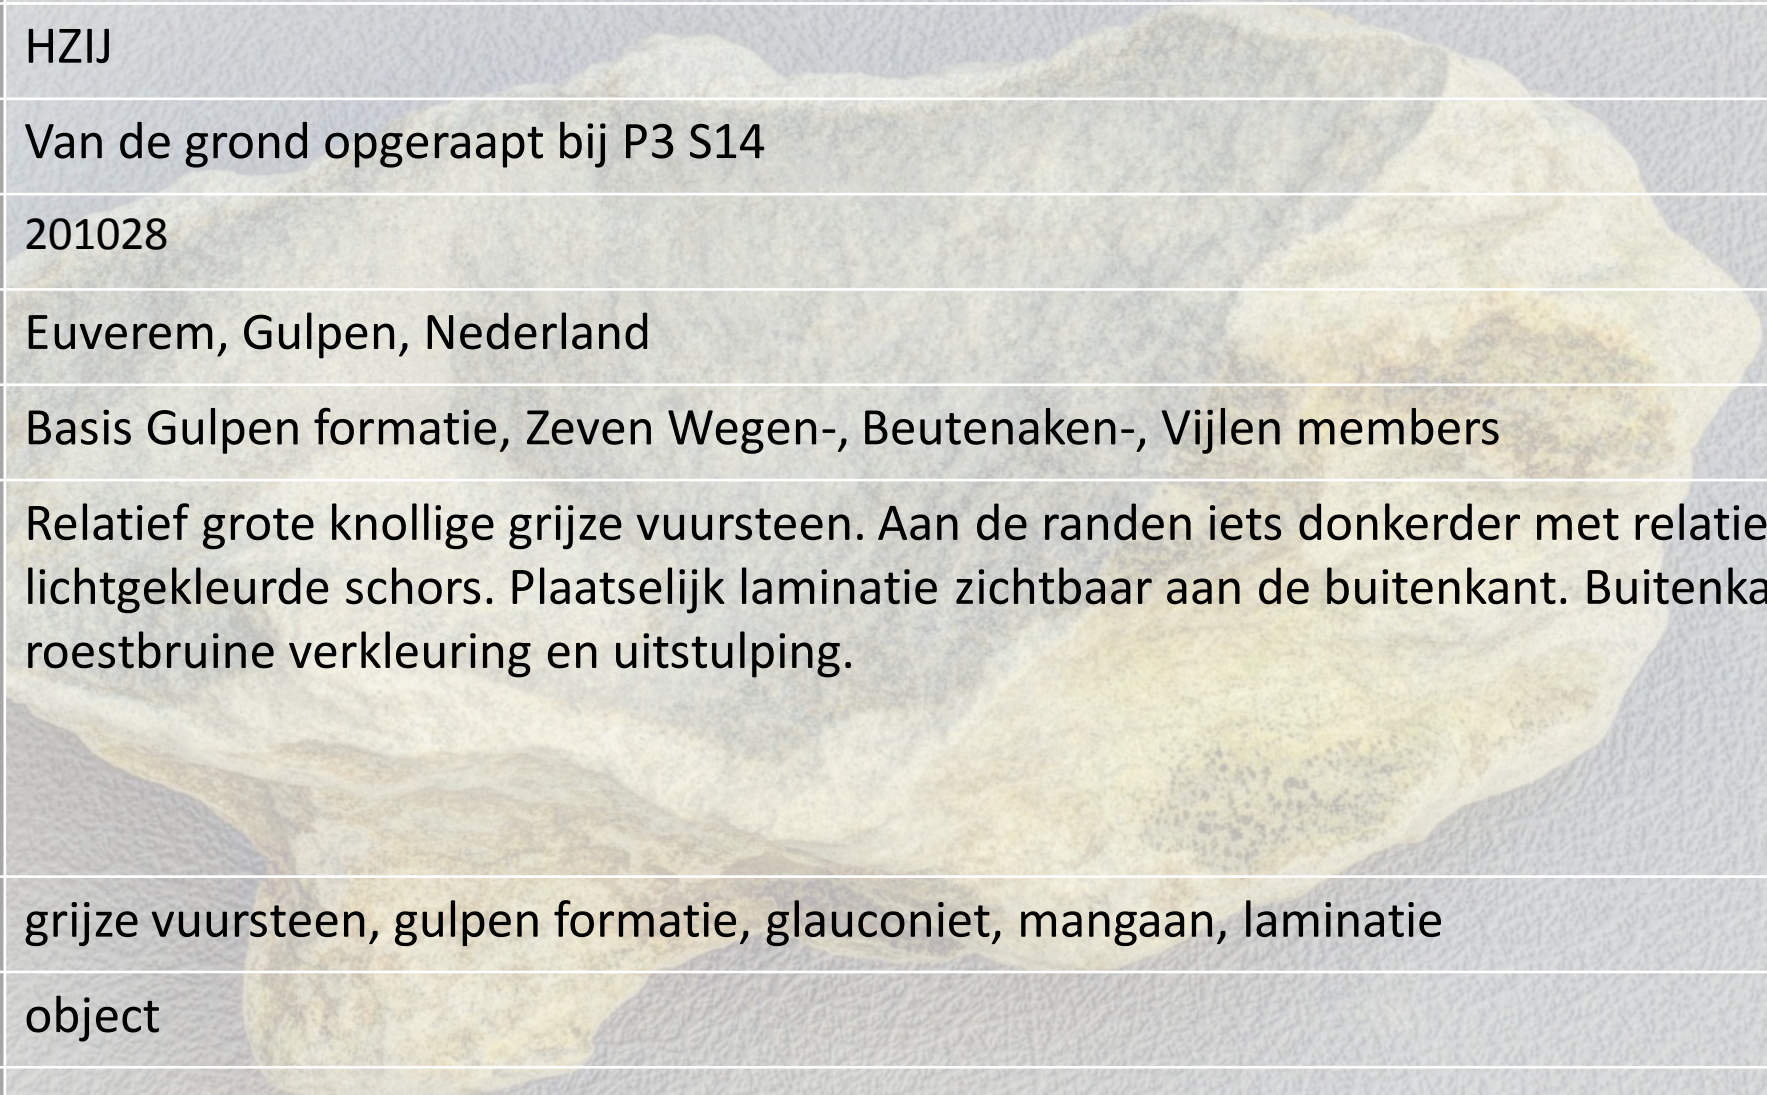 HZIJ
Van de grond opgeraapt bij P3 S14
201028
Euverem, Gulpen, Nederland
Basis Gulpen formatie, Zeven Wegen-, Beutenaken-, Vijlen members
Relatief grote knollige grijze vuursteen. Aan de randen iets donkerder met
lichtgekleurde schors. Plaatselijk laminatie zichtbaar aan de buitenkant.
roestbruine verkleuring en uitstulping.
grijze vuursteen, gulpen formatie, glauconiet, mangaan, laminatie
object